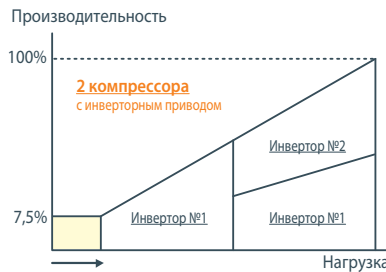 Производительность
100%
2 компрессора
с инверторным приводом
Инвертор №2
7,5%
Инвертор №1
Инвертор №1
Нагрузка